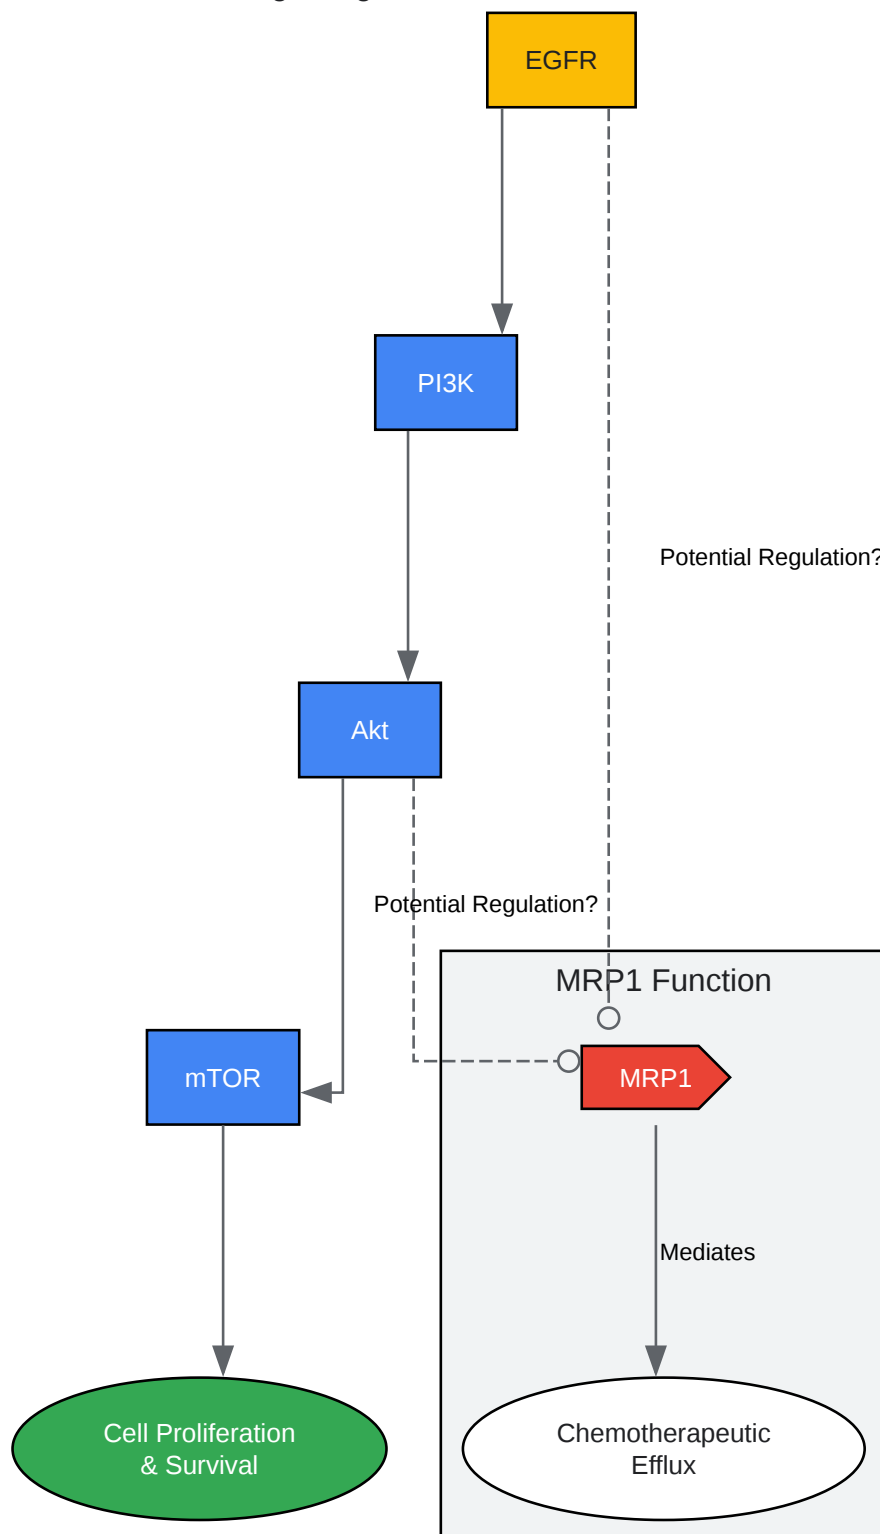 EGFR
PI3K
Potential Regulation?
Akt
Potential Regulation?
MRP1 Function
mTOR
MRP1
Mediates
Cell Proliferation
& Survival
Chemotherapeutic
Efflux